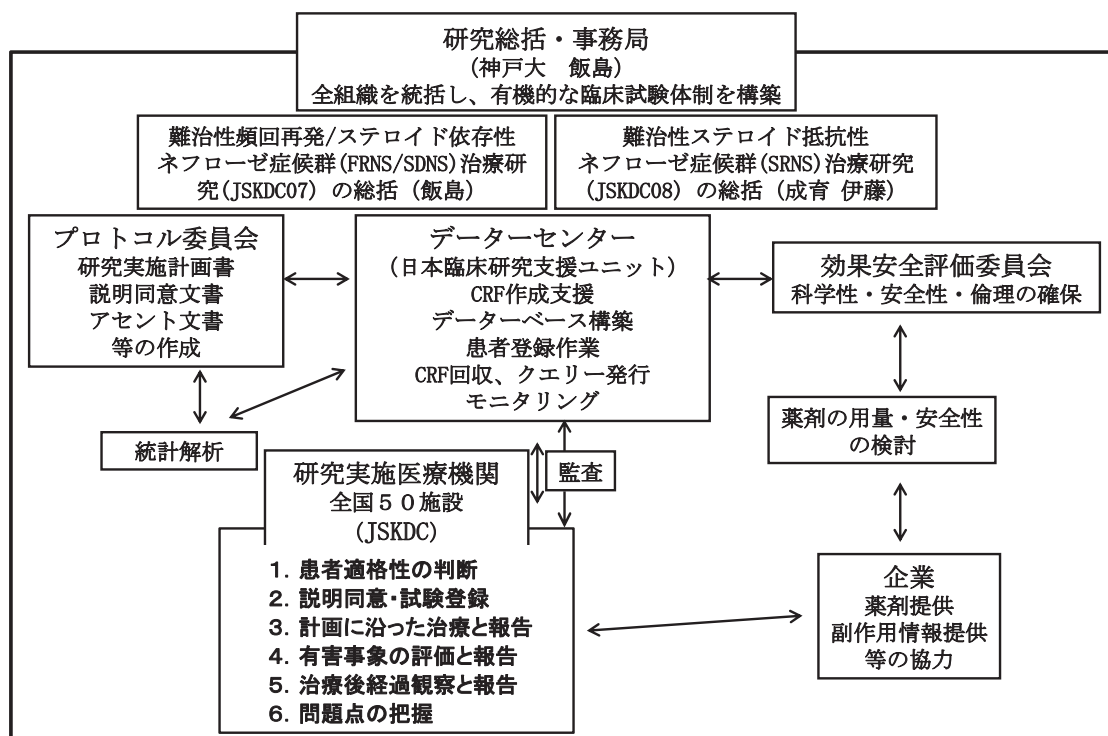 研究総括・事務局
(神戸大　飯島)
全組織を統括し、有機的な臨床試験体制を構築
難治性頻回再発/ステロイド依存性
ネフローゼ症候群(FRNS/SDNS)治療研
究(JSKDC07) の総括 (飯島)
難治性ステロイド抵抗性
ネフローゼ症候群(SRNS)治療研究
(JSKDC08) の総括 (成育 伊藤)
プロトコル委員会
研究実施計画書
説明同意文書
アセント文書
等の作成
データーセンター
(日本臨床研究支援ユニット)
CRF作成支援
データーベース構築
患者登録作業
CRF回収、クエリー発行
モニタリング
効果安全評価委員会
科学性・安全性・倫理の確保
統計解析
監査
薬剤の用量・安全性
の検討
研究実施医療機関
全国５０施設
(JSKDC)
1. 患者適格性の判断
2. 説明同意・試験登録
3. 計画に沿った治療と報告
4. 有害事象の評価と報告
5. 治療後経過観察と報告
6. 問題点の把握
企業
薬剤提供
副作用情報提供
等の協力